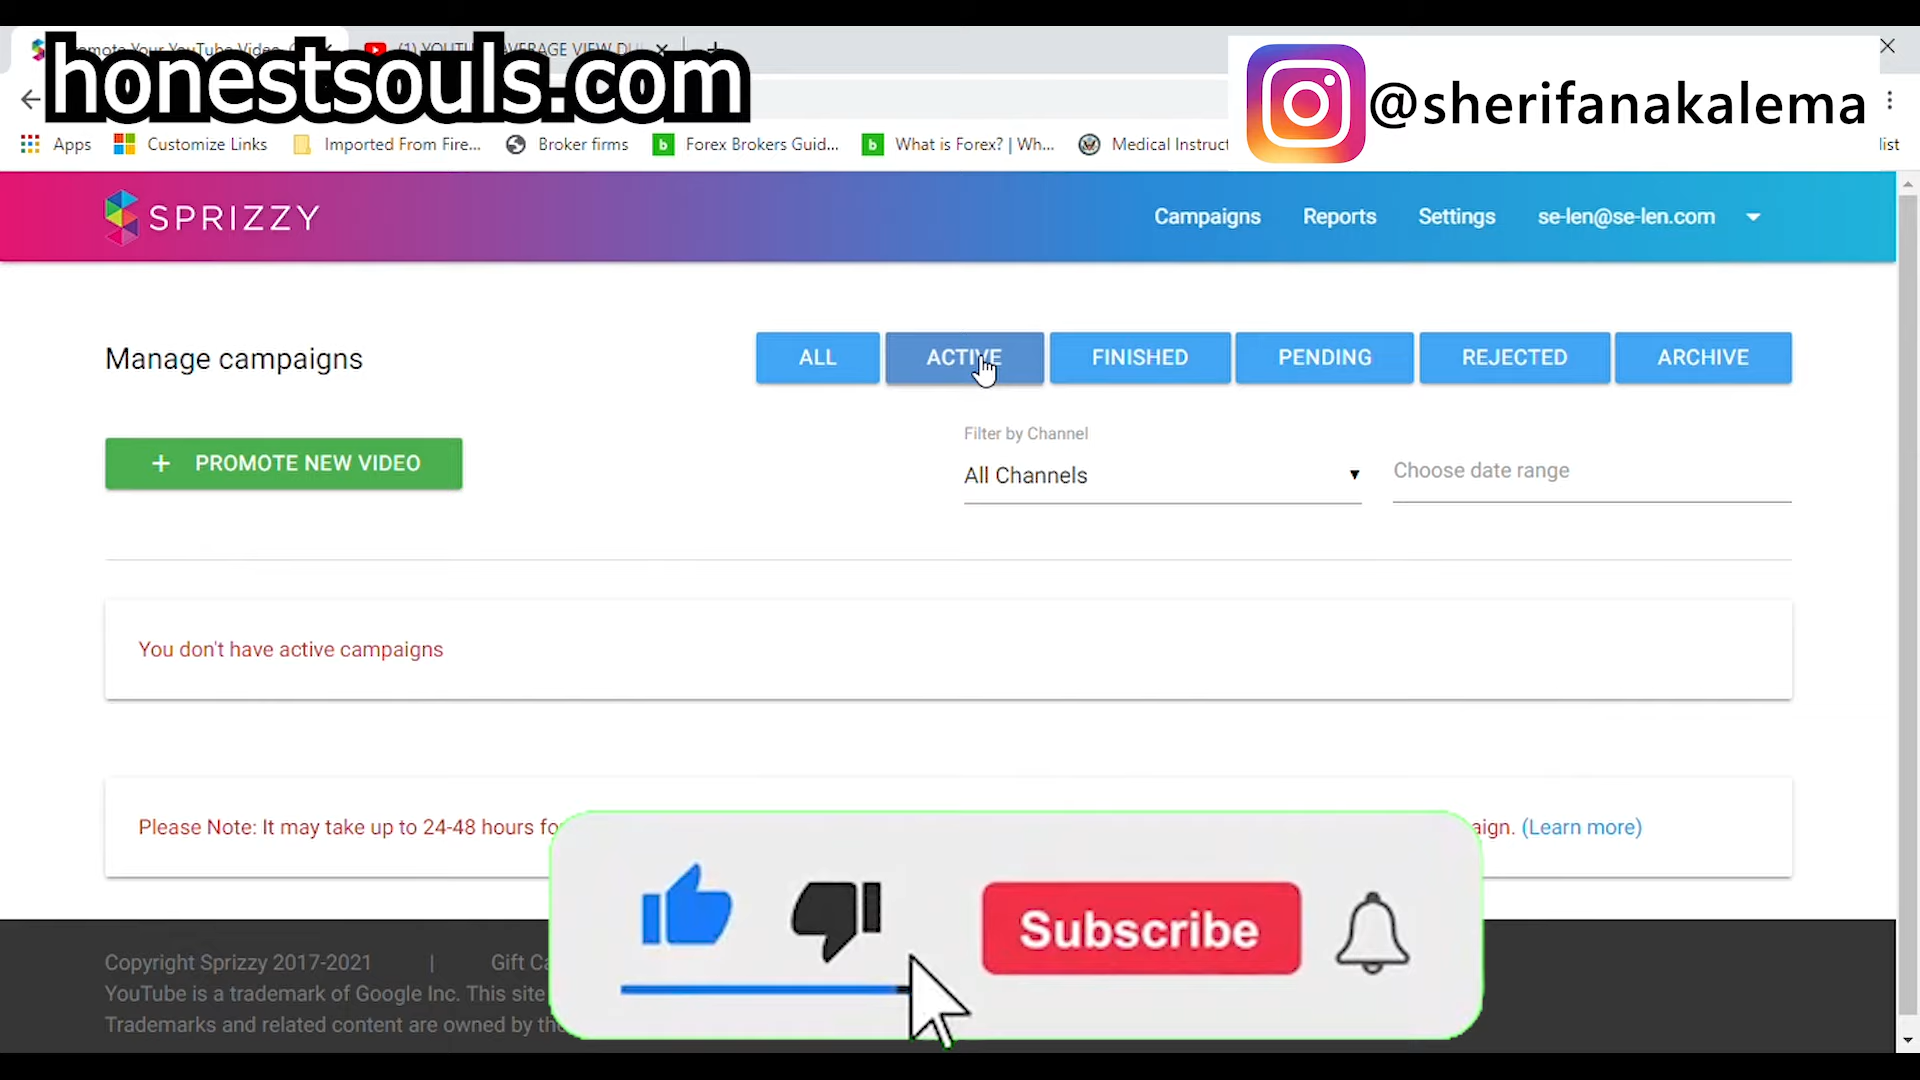 honestsouls.com
@sherifanakalema
Apps Customize Links Imported From Fire... Broker firms Forex Brokers Guid... What is Forex? | Wh... Medical Instruct list
SPRIZZY Campaigns Reports Settings se-len@se-len.com
Manage campaigns ALL ACTIVE FINISHED PENDING REJECTED ARCHIVE
Filter by Channel
+ PROMOTE NEW VIDEO All Channels Choose date range
You don't have active campaigns
Please Note: It may take up to 24-48 hours aign. (Learn more)
Subscribe
Copyright Sprizzy 2017-2021 | Gift
YouTube is a trademark of Google Inc. This site
Trademarks and related content are owned by